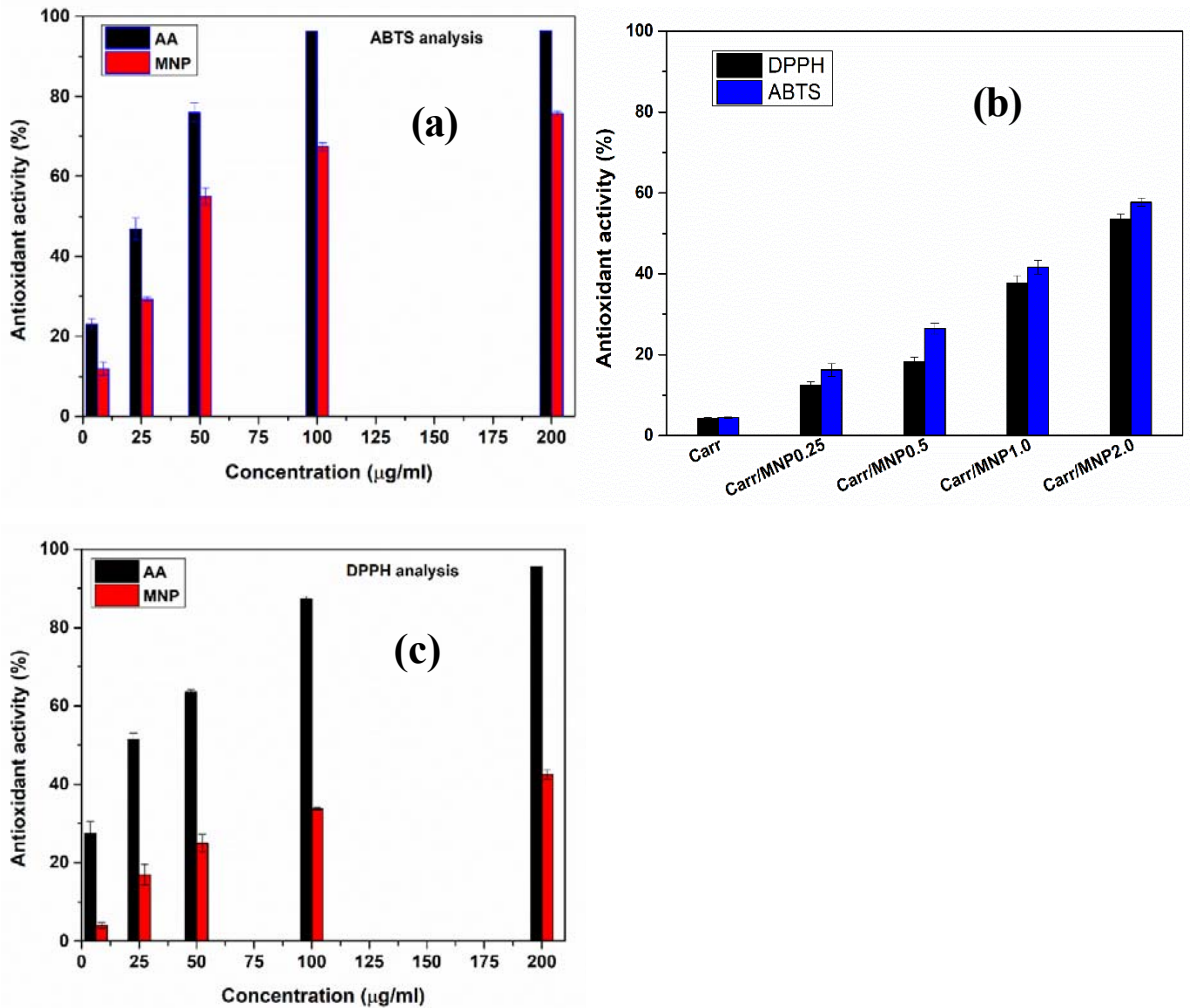 100
80
60
40
20
0
Antioxidant activity (%)
AA
MNP
ABTS analysis
(a)
0 25 50 75 100 125 150 175 200
Concentration (μg/ml)
100
80
60
40
20
0
Antioxidant activity (%)
DPPH
ABTS
(b)
Carr Carr/MNP0.25 Carr/MNP0.5 Carr/MNP1.0 Carr/MNP2.0
100
80
60
40
20
0
Antioxidant activity (%)
AA
MNP
DPPH analysis
(c)
0 25 50 75 100 125 150 175 200
Concentration (μg/ml)